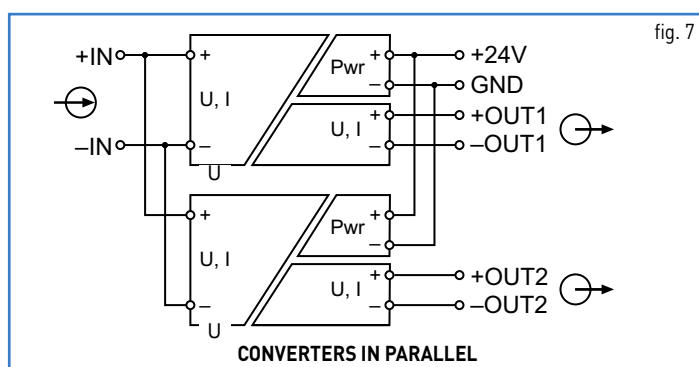 fig. 7
+IN
+
U, I
–
U
Pwr
+
–
U, I
+
–
+24V
GND
+OUT1
–OUT1
–IN
+
U, I
–
U
Pwr
+
–
U, I
+
–
+OUT2
–OUT2
CONVERTERS IN PARALLEL